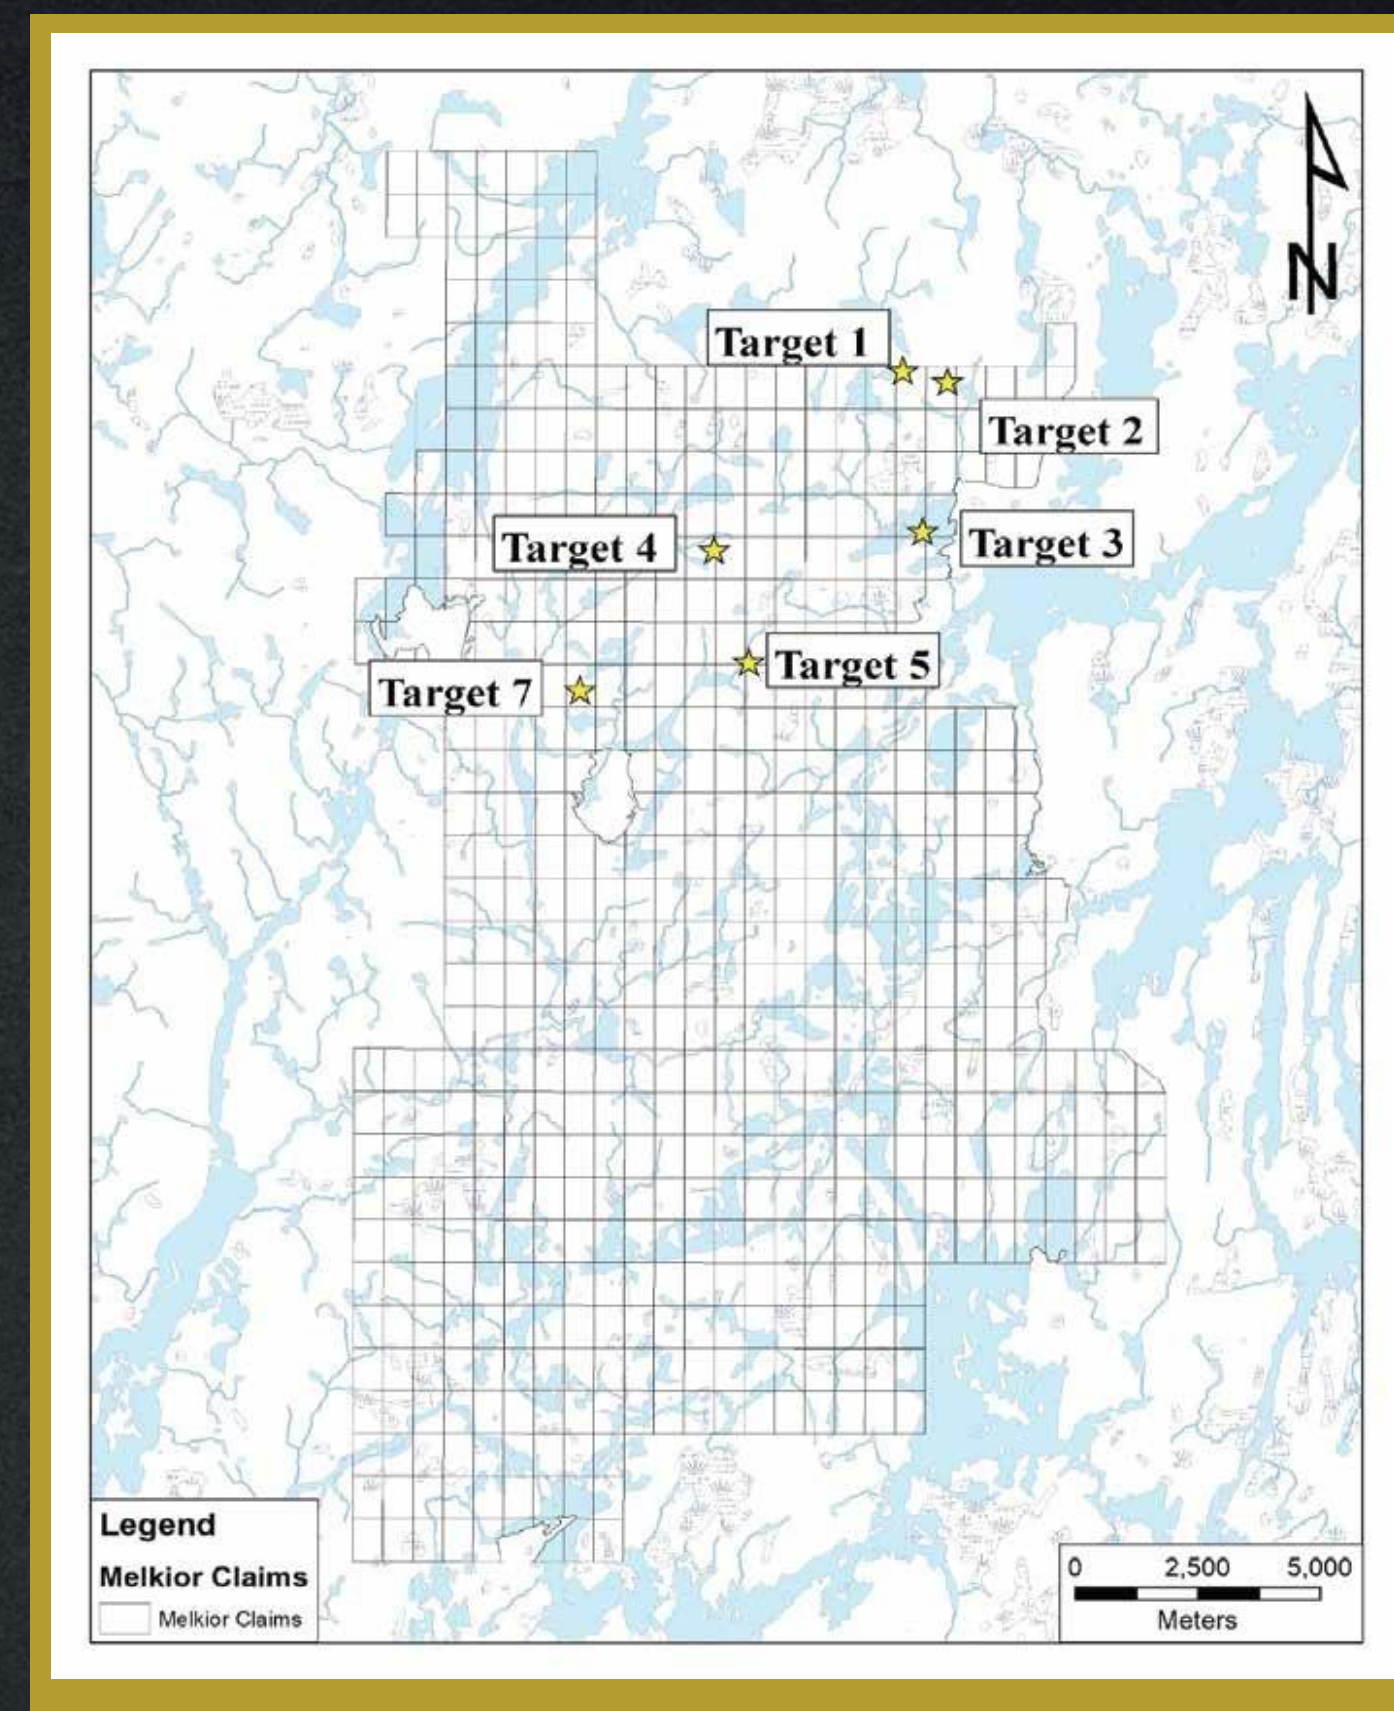 N
Target 1
Target 2
Target 4
Target 3
Target 5
Target 7
Legend
Melkior Claims
Melkior Claims
0 2,500 5,000
Meters